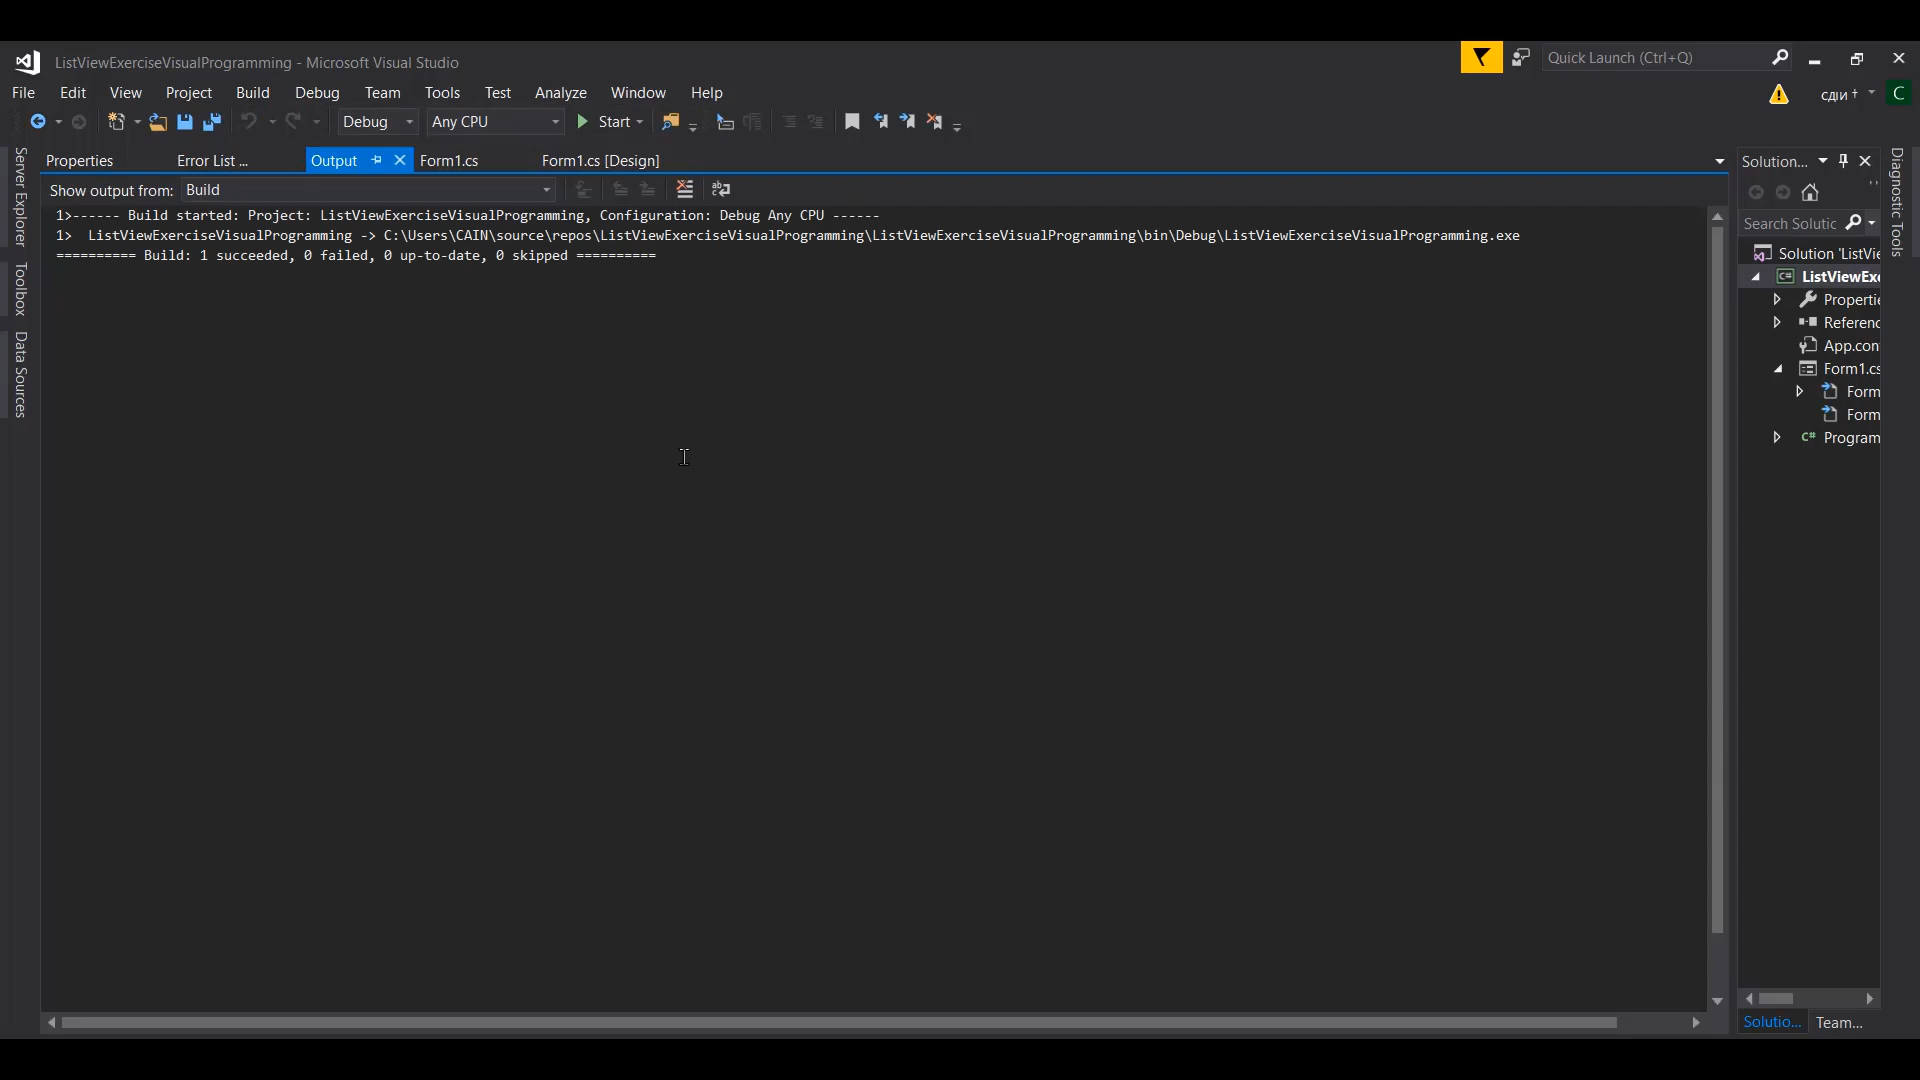 ListViewExerciseVisualProgramming - Microsoft Visual Studio
Quick Launch (Ctrl+Q)
File Edit View Project Build Debug Team Tools Test Analyze Window Help
C
Debug Any CPU Start
Properties Error List ... Output Form1.cs Form1.cs [Design]
Show output from: Build
1>------ Build started: Project: ListViewExerciseVisualProgramming, Configuration: Debug Any CPU ------
1>  ListViewExerciseVisualProgramming -> C:\Users\CAIN\source\repos\ListViewExerciseVisualProgramming\ListViewExerciseVisualProgramming\bin\Debug\ListViewExerciseVisualProgramming.exe
========== Build: 1 succeeded, 0 failed, 0 up-to-date, 0 skipped ==========
Server Explorer
Toolbox
Data Sources
Solution...
Search Solutic
Solution 'ListVie
C# ListViewExe
Propertie
Referenc
App.con
Form1.cs
Form
Form
C# Program
Solutio... Team...
Diagnostic Tools